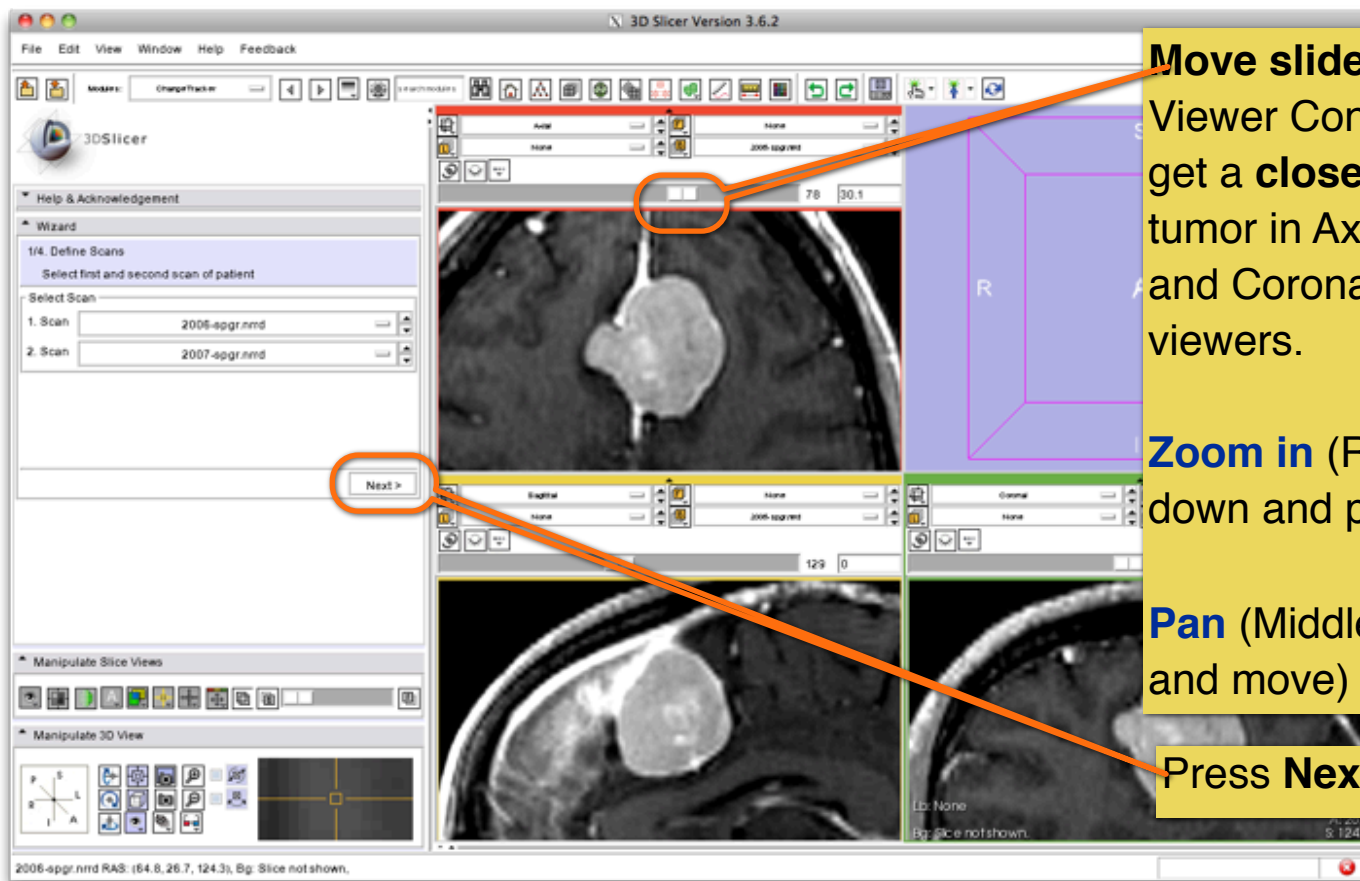 3D Slicer Version 3.6.2
File Edit View Window Help Feedback
Modules: ChangeTracker
3DSlicer
Help & Acknowledgement
Wizard
1/4. Define Scans
Select first and second scan of patient
Select Scan
1. Scan 2006-spgr.nrrd
2. Scan 2007-spgr.nrrd
Next >
Manipulate Slice Views
Manipulate 3D View
P S
R L
I A
2006-spgr.nrrd RAS: (64.8, 26.7, 124.3), Bg: Slice not shown,
Axial None
None 2006-spgr.nrrd
78 30.1
R
Sagittal None
None 2006-spgr.nrrd
129 0
Coronal
None
Lb: None
Bg: Slice not shown.
S: 124
Move slide
Viewer Con
get a close
tumor in Ax
and Corona
viewers.
Zoom in (R
down and p
Pan (Middle
and move)
Press Nex